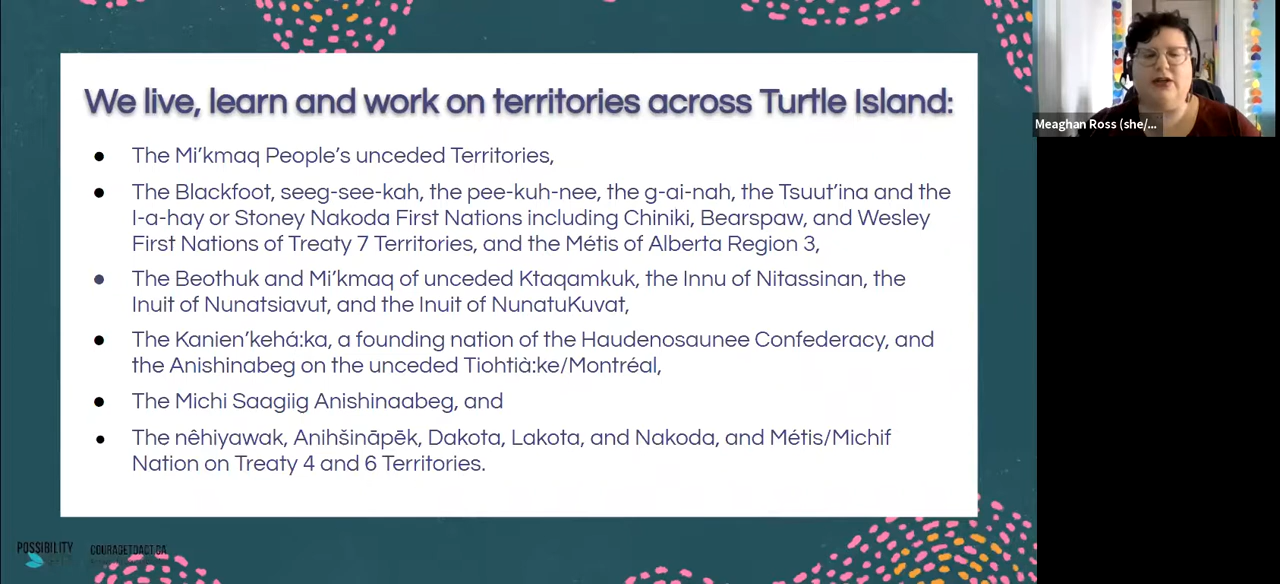 We live, learn and work on territories across Turtle Island:
● The Mi'kmaq People's unceded Territories,
● The Blackfoot, seeg-see-kah, the pee-kuh-nee, the g-ai-nah, the Tsuut'ina and the
I-a-hay or Stoney Nakoda First Nations including Chiniki, Bearspaw, and Wesley
First Nations of Treaty 7 Territories, and the Métis of Alberta Region 3,
● The Beothuk and Mi'kmaq of unceded Ktaqamkuk, the Innu of Nitassinan, the
Inuit of Nunatsiavut, and the Inuit of NunatuKuvat,
● The Kanien'kehá:ka, a founding nation of the Haudenosaunee Confederacy, and
the Anishinabeg on the unceded Tiohtià:ke/Montréal,
● The Michi Saagiig Anishinaabeg, and
● The nêhiyawak, Anihšināpēk, Dakota, Lakota, and Nakoda, and Métis/Michif
Nation on Treaty 4 and 6 Territories.
Meaghan Ross (she/...
POSSIBILITY
COURAGETOACT.CA